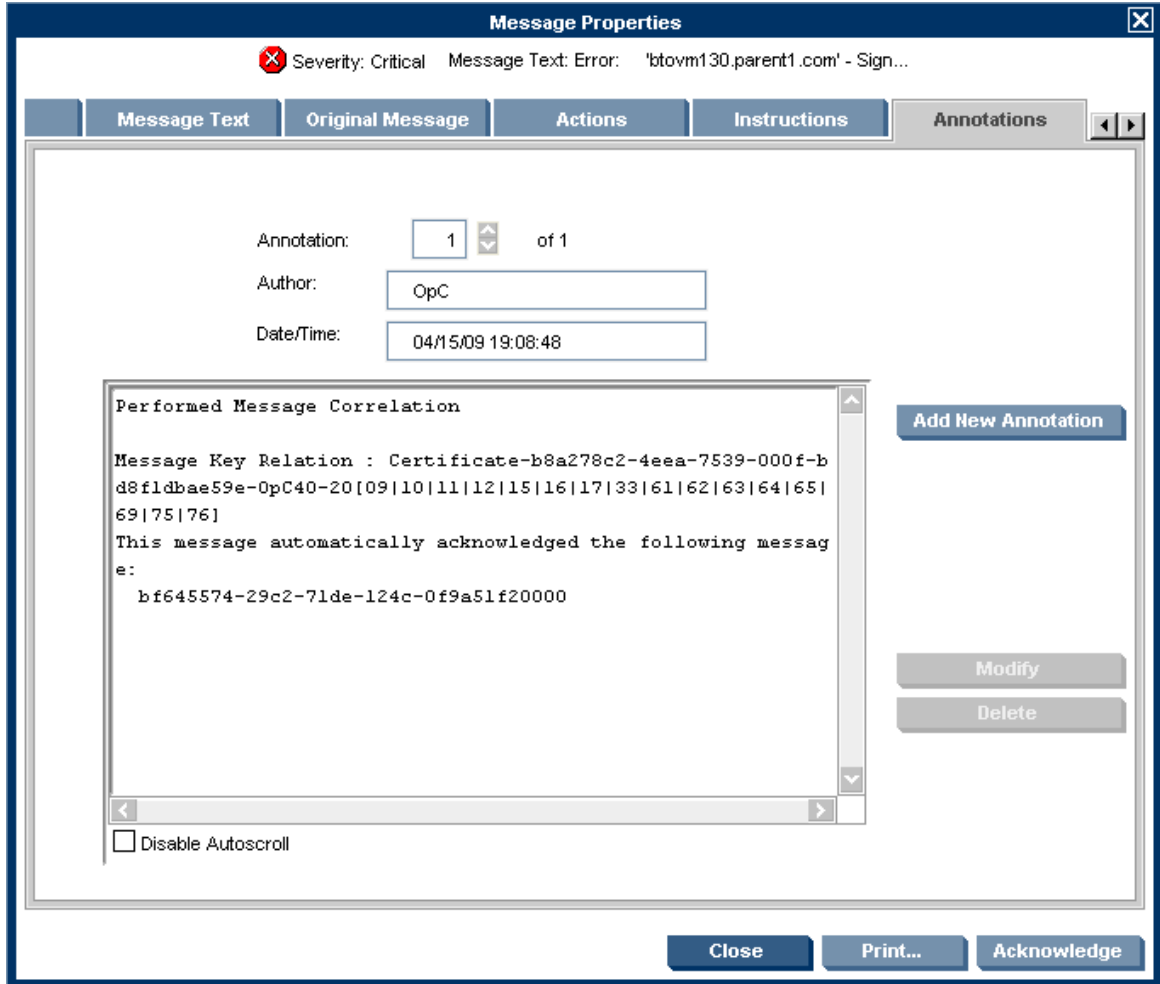 Message Properties
Severity: Critical Message Text: Error: 'btovm130.parent1.com' - Sign...
Message Text Original Message Actions Instructions Annotations
Annotation: 1 of 1
Author: OpC
Date/Time: 04/15/09 19:08:48
Performed Message Correlation
Message Key Relation : Certificate-b8a278c2-4eea-7539-000f-b
d8f1dbae59e-OpC40-20[09|10|11|12|15|16|17|33|61|62|63|64|65|
69|75|76]
This message automatically acknowledged the following messag
e:
bf645574-29c2-71de-124c-0f9a51f20000
Add New Annotation
Modify
Delete
Disable Autoscroll
Close Print... Acknowledge